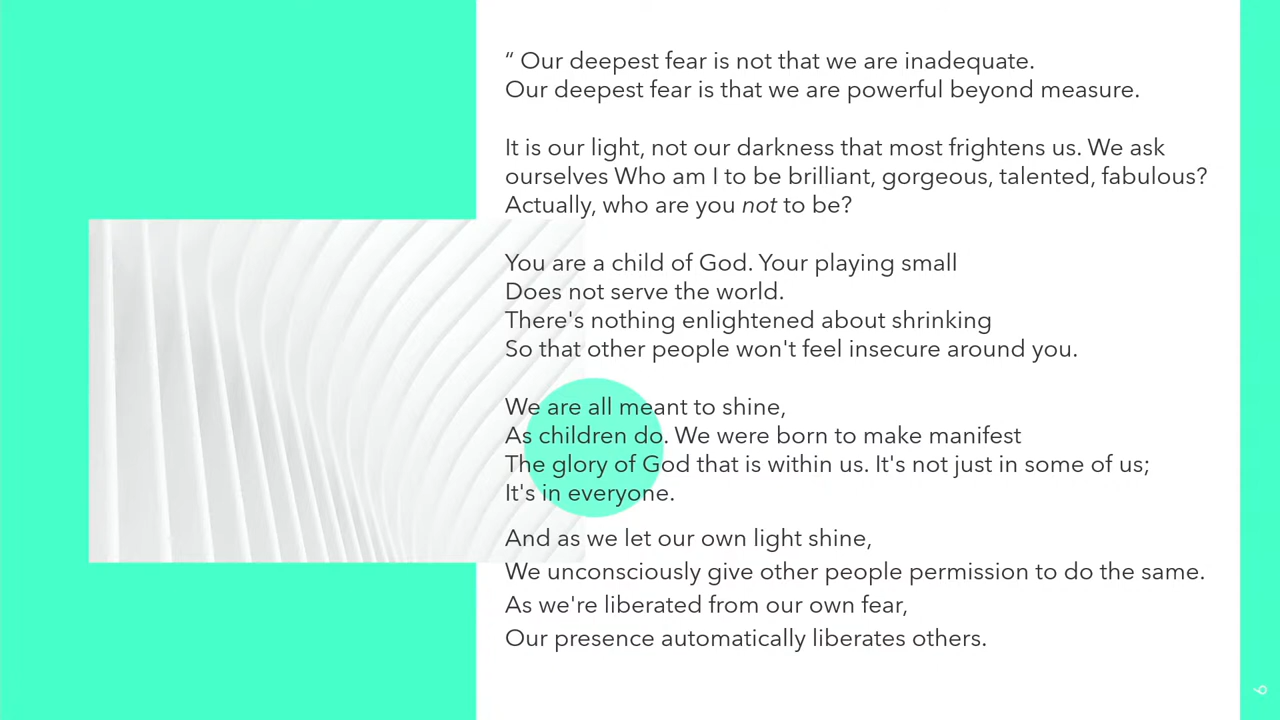 “ Our deepest fear is not that we are inadequate.
Our deepest fear is that we are powerful beyond measure.
It is our light, not our darkness that most frightens us. We ask
ourselves Who am I to be brilliant, gorgeous, talented, fabulous?
Actually, who are you not to be?
You are a child of God. Your playing small
Does not serve the world.
There's nothing enlightened about shrinking
So that other people won't feel insecure around you.
We are all meant to shine,
As children do. We were born to make manifest
The glory of God that is within us. It's not just in some of us;
It's in everyone.
And as we let our own light shine,
We unconsciously give other people permission to do the same.
As we're liberated from our own fear,
Our presence automatically liberates others.